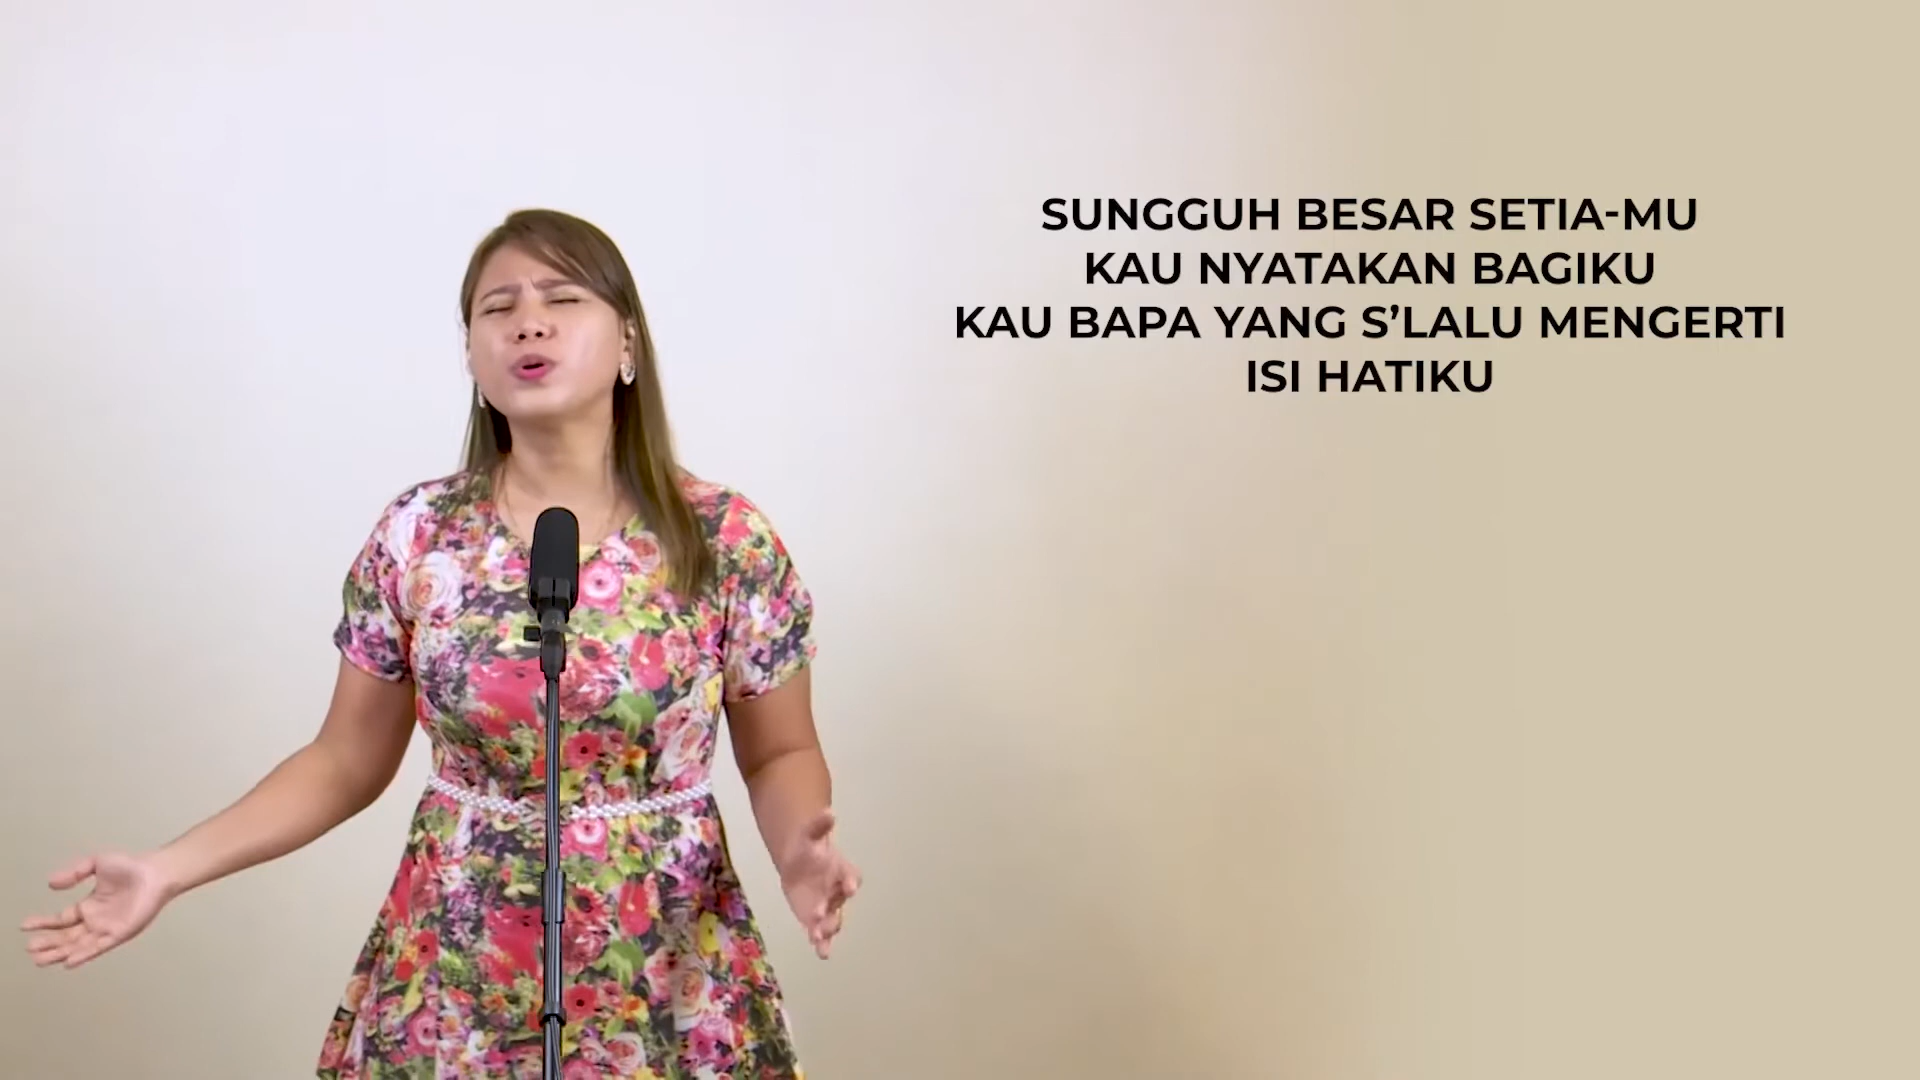 SUNGGUH BESAR SETIA-MU
KAU NYATAKAN BAGIKU
KAU BAPA YANG S’LALU MENGERTI
ISI HATIKU